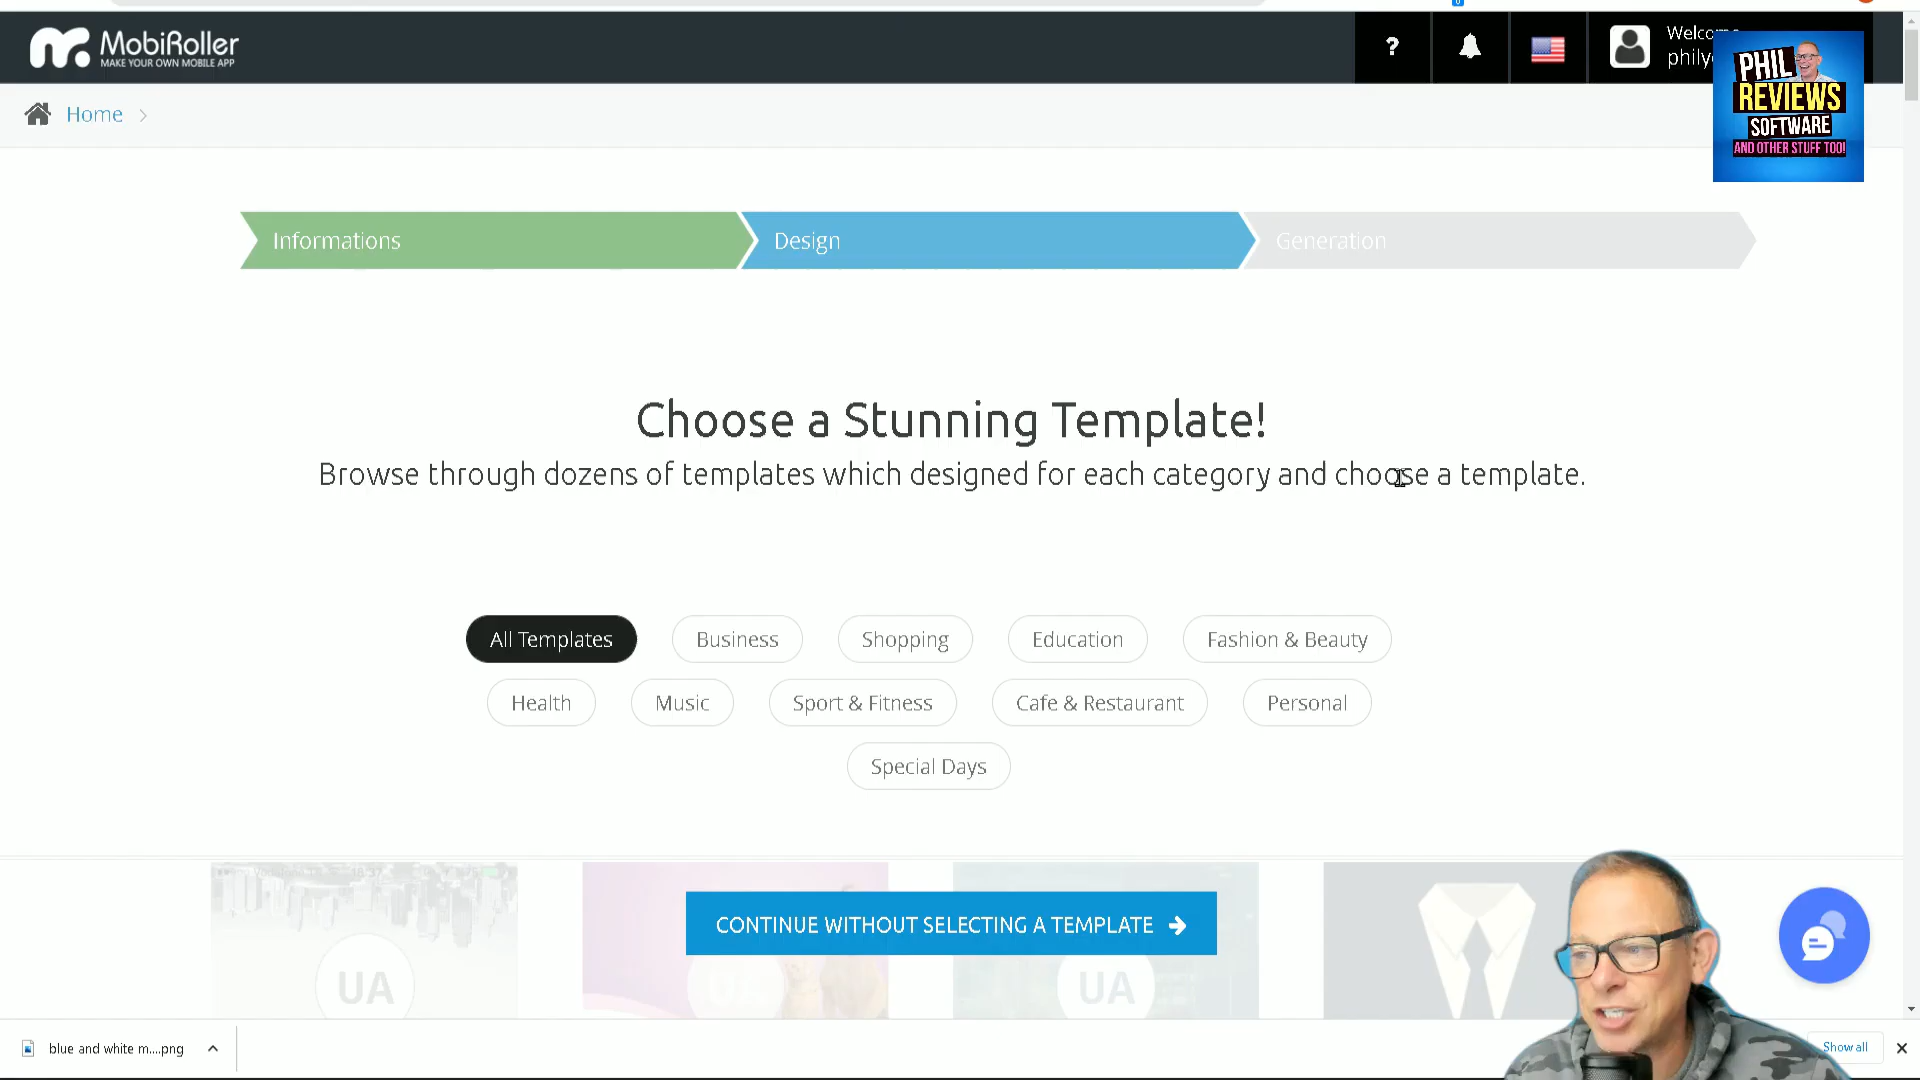 MobiRoller
MAKE YOUR OWN MOBILE APP
?
PHIL
REVIEWS
SOFTWARE
AND OTHER STUFF TOO!
Home
Informations
Design
Generation
Choose a Stunning Template!
Browse through dozens of templates which designed for each category and choose a template.
All Templates
Business
Shopping
Education
Fashion & Beauty
Health
Music
Sport & Fitness
Cafe & Restaurant
Personal
Special Days
CONTINUE WITHOUT SELECTING A TEMPLATE
UA
UA
blue and white m....png
Show all